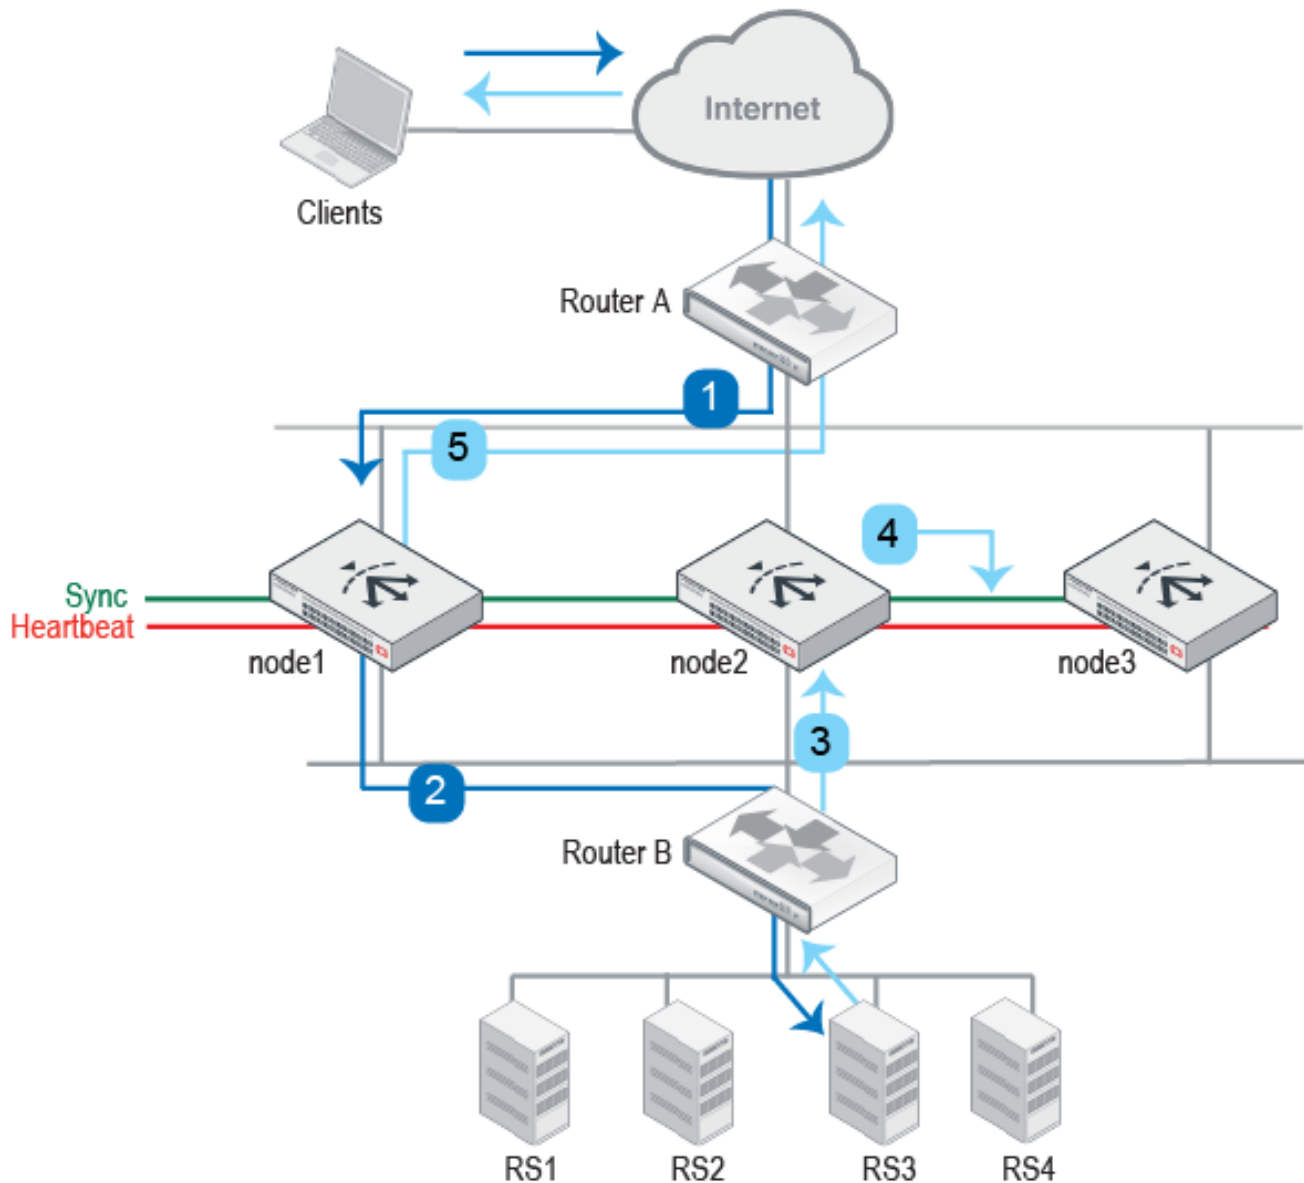 Internet
Clients
Router A
1
5
4
Sync
Heartbeat
node1
node2
node3
3
2
Router B
RS1
RS2
RS3
RS4